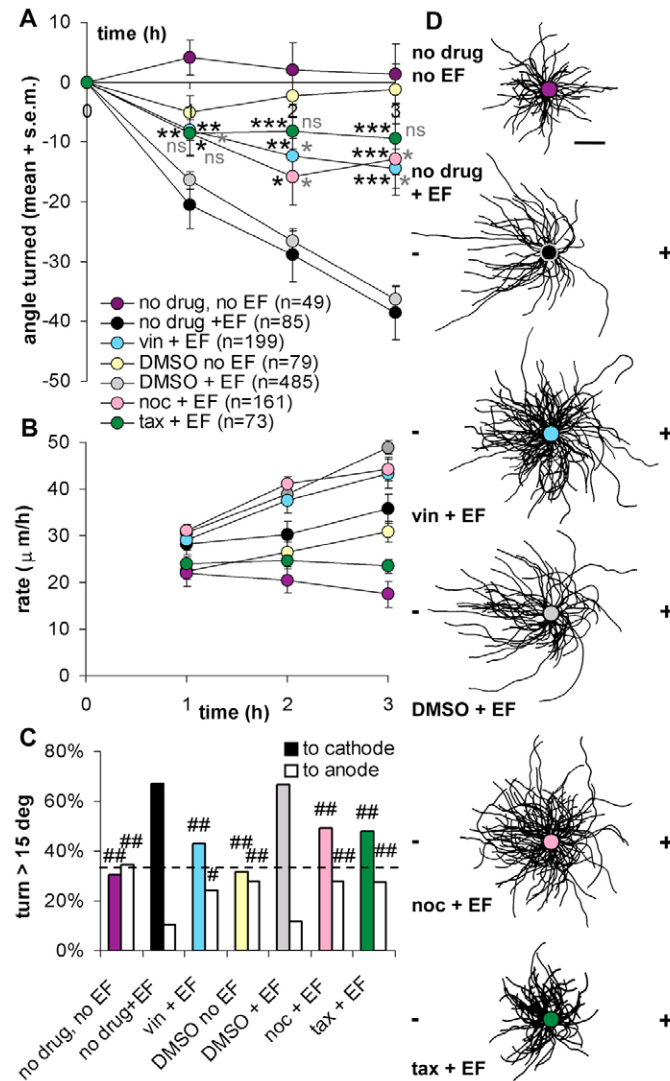 A
D
time (h)
angle turned (mean + s.e.m.)
10
0
-10
-20
-30
-40
-50
0
1
2
3
** ** *** ns *** ns
ns * * ns ** * *** *
* * *** *
no drug, no EF (n=49)
no drug +EF (n=85)
vin + EF (n=199)
DMSO no EF (n=79)
DMSO + EF (n=485)
noc + EF (n=161)
tax + EF (n=73)
B
rate (μ m/h)
50
40
30
20
10
0
0 1 2 3
time (h)
C
to cathode
to anode
turn > 15 deg
80%
60%
40%
20%
0%
## ## ## # ## ## ## ## ## ##
no drug, no EF
no drug+EF
vin + EF
DMSO no EF
DMSO + EF
noc + EF
tax + EF
no drug
no EF
no drug
+ EF
- +
- +
vin + EF
- +
DMSO + EF
- +
noc + EF
- +
tax + EF